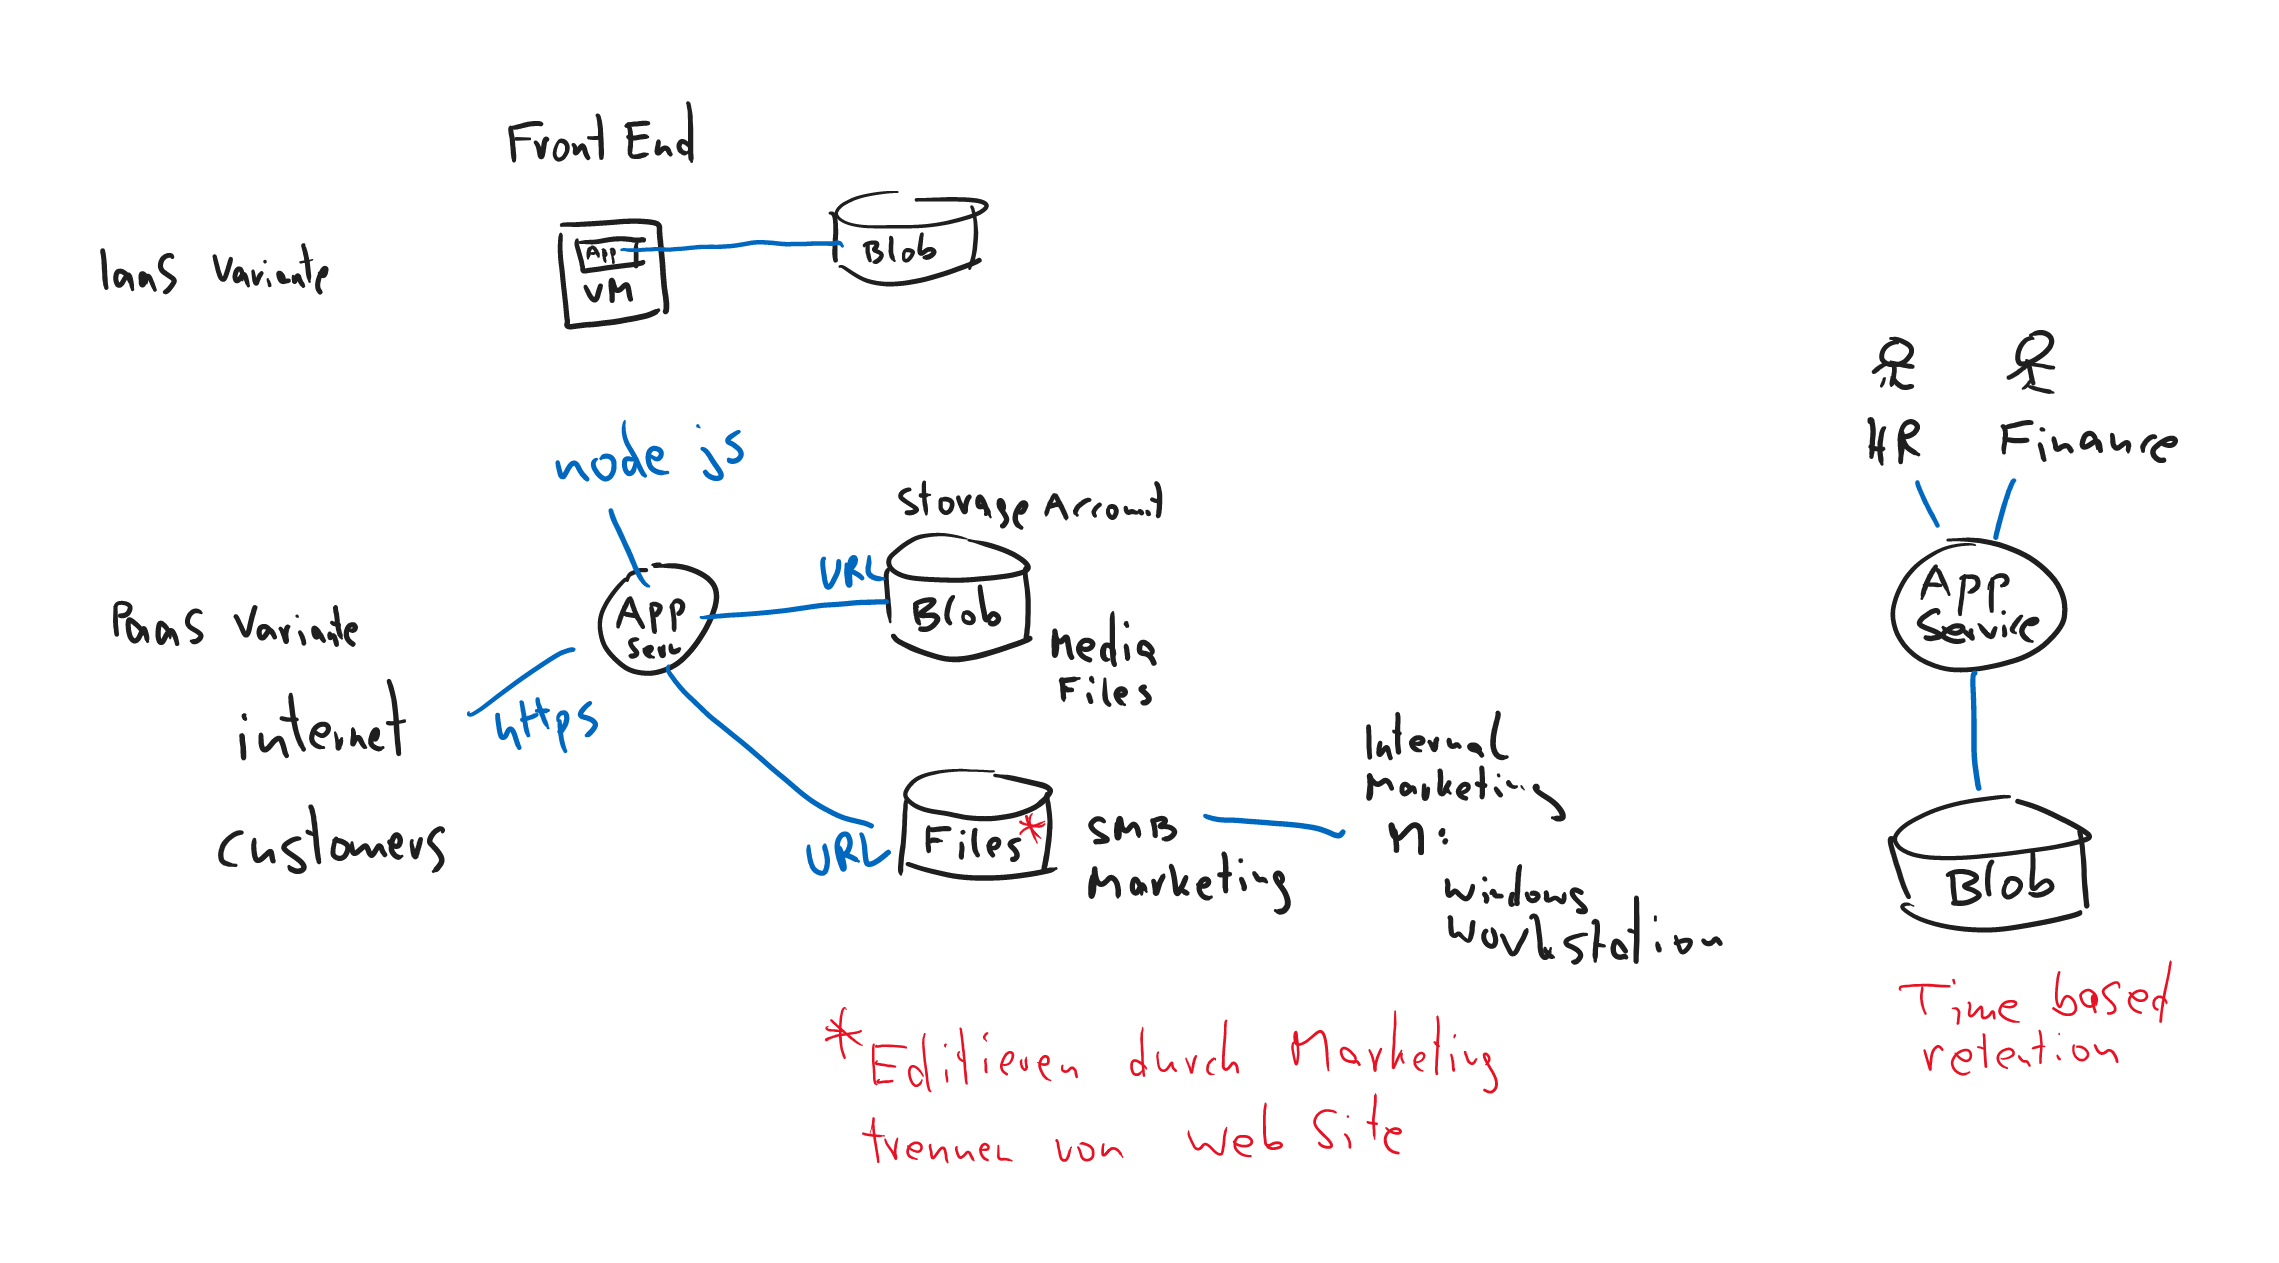 Front End
IaaS Variante
App
VM
Blob
node js
Storage Account
PaaS Variante
App
Serv
URL
Blob
Media
Files
internet
https
customers
URL
Files*
SMB
Marketing
Internal
Marketing
M:
Windows
Workstation
*Editieren durch Marketing
trennen von Web Site
HR
Finance
App
Service
Blob
Time based
retention